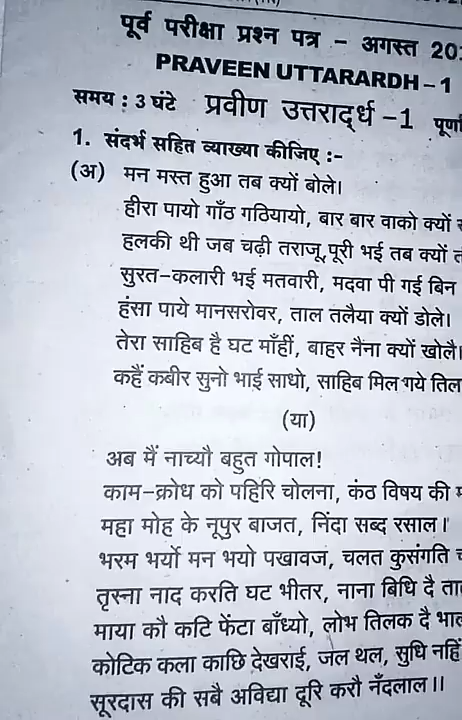 पूर्व परीक्षा प्रश्न पत्र - अगस्त
PRAVEEN UTTARARDH - 1
समय : 3 घंटे प्रवीण उत्तरार्द्ध -1
1. संदर्भ सहित व्याख्या कीजिए :-
(अ) मन मस्त हुआ तब क्यों बोले।
हीरा पायो गाँठ गठियायो, बार बार वाको क्यों
हलकी थी जब चढ़ी तराजू, पूरी भई तब क्यों
सुरत-कलारी भई मतवारी, मदवा पी गई बिन
हंसा पाये मानसरोवर, ताल तलैया क्यों डोले।
तेरा साहिब है घट माँहीं, बाहर नैंना क्यों खोलै।
कहैं कबीर सुनो भाई साधो, साहिब मिल गये तिल
(या)
अब मैं नाच्यौ बहुत गोपाल!
काम-क्रोध को पहिरि चोलना, कंठ विषय की
महा मोह के नूपुर बाजत, निंदा सब्द रसाल।
भरम भर्यो मन भयो पखावज, चलत कुसंगति
तृस्ना नाद करति घट भीतर, नाना बिधि दै
माया कौ कटि फेंटा बाँध्यो, लोभ तिलक दै
कोटिक कला काछि देखराई, जल थल, सुधि नहिं
सूरदास की सबै अविद्या दूरि करौ नँदलाल।।